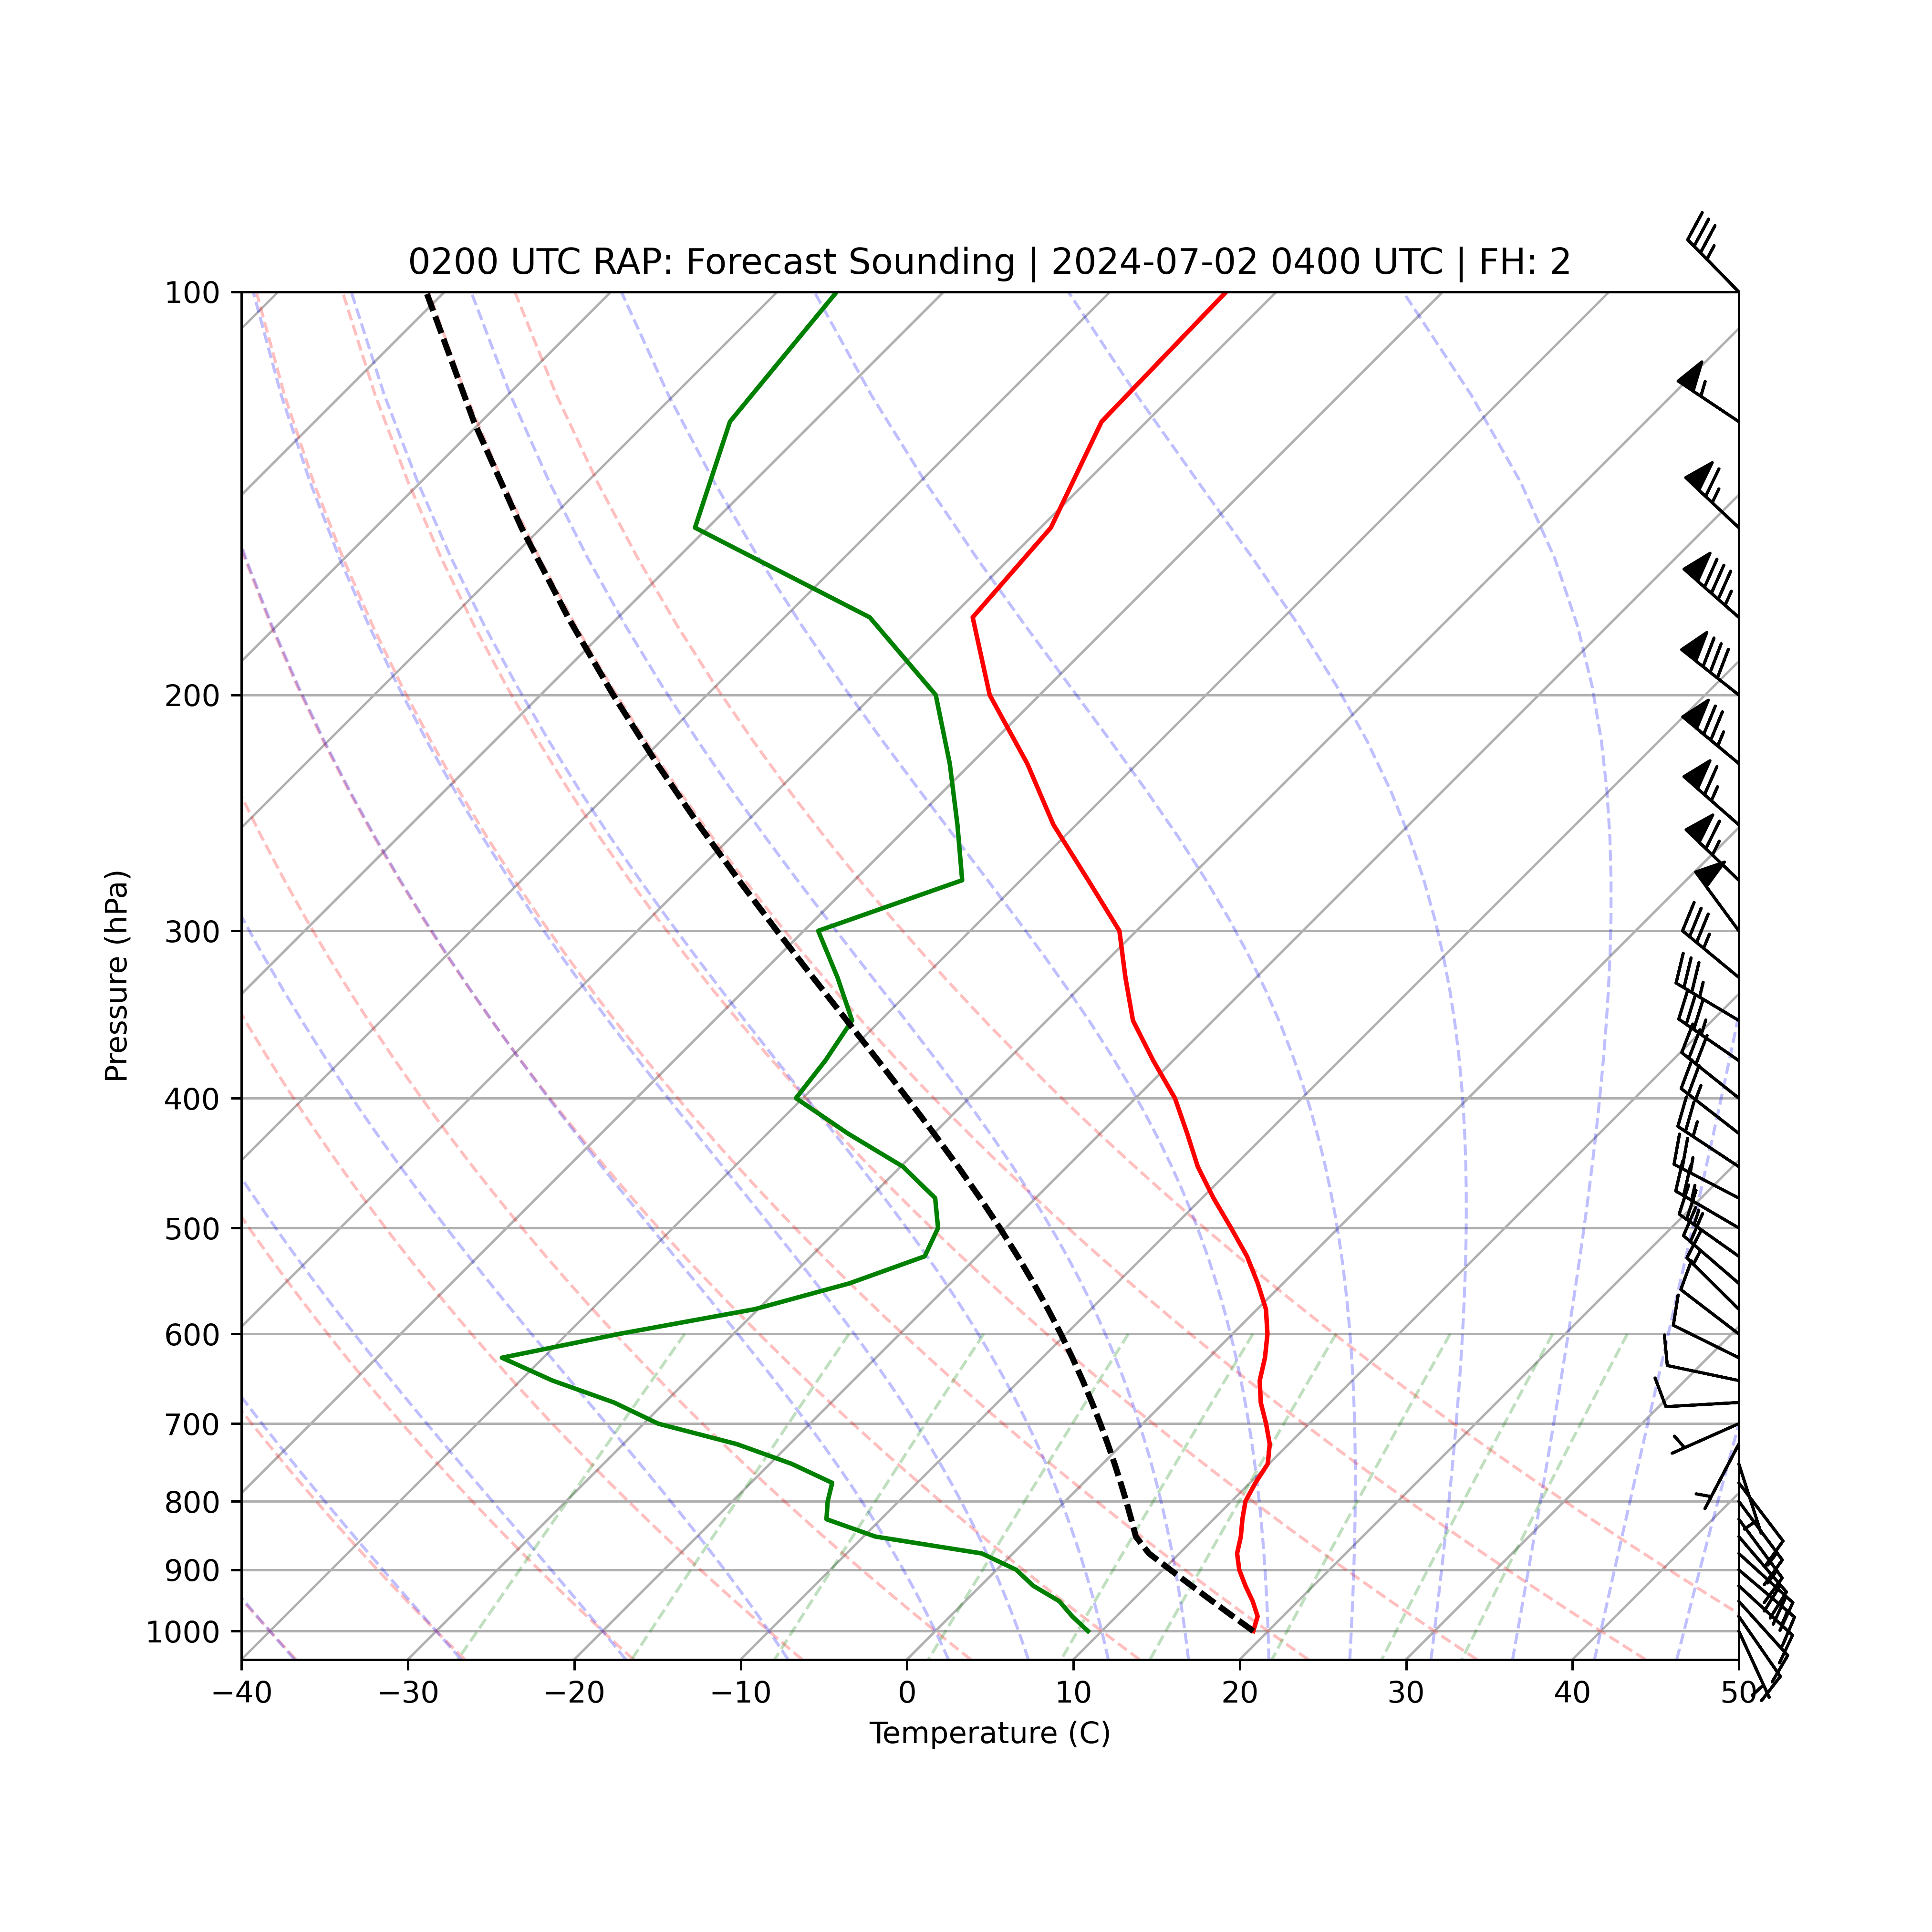 0200 UTC RAP: Forecast Sounding | 2024-07-02 0400 UTC | FH: 2
100
200
300
400
500
600
700
800
900
1000
Pressure (hPa)
−40 −30 −20 −10 0 10 20 30 40 50
Temperature (C)